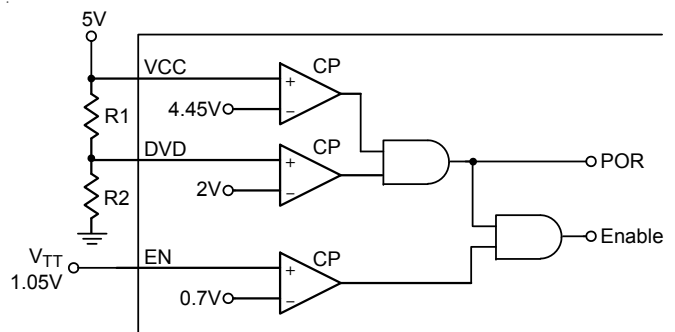 5V
VCC
CP
+
R1
4.45V
−
DVD
CP
+
POR
R2
2V
−
Enable
VTT
1.05V
EN
CP
+
0.7V
−